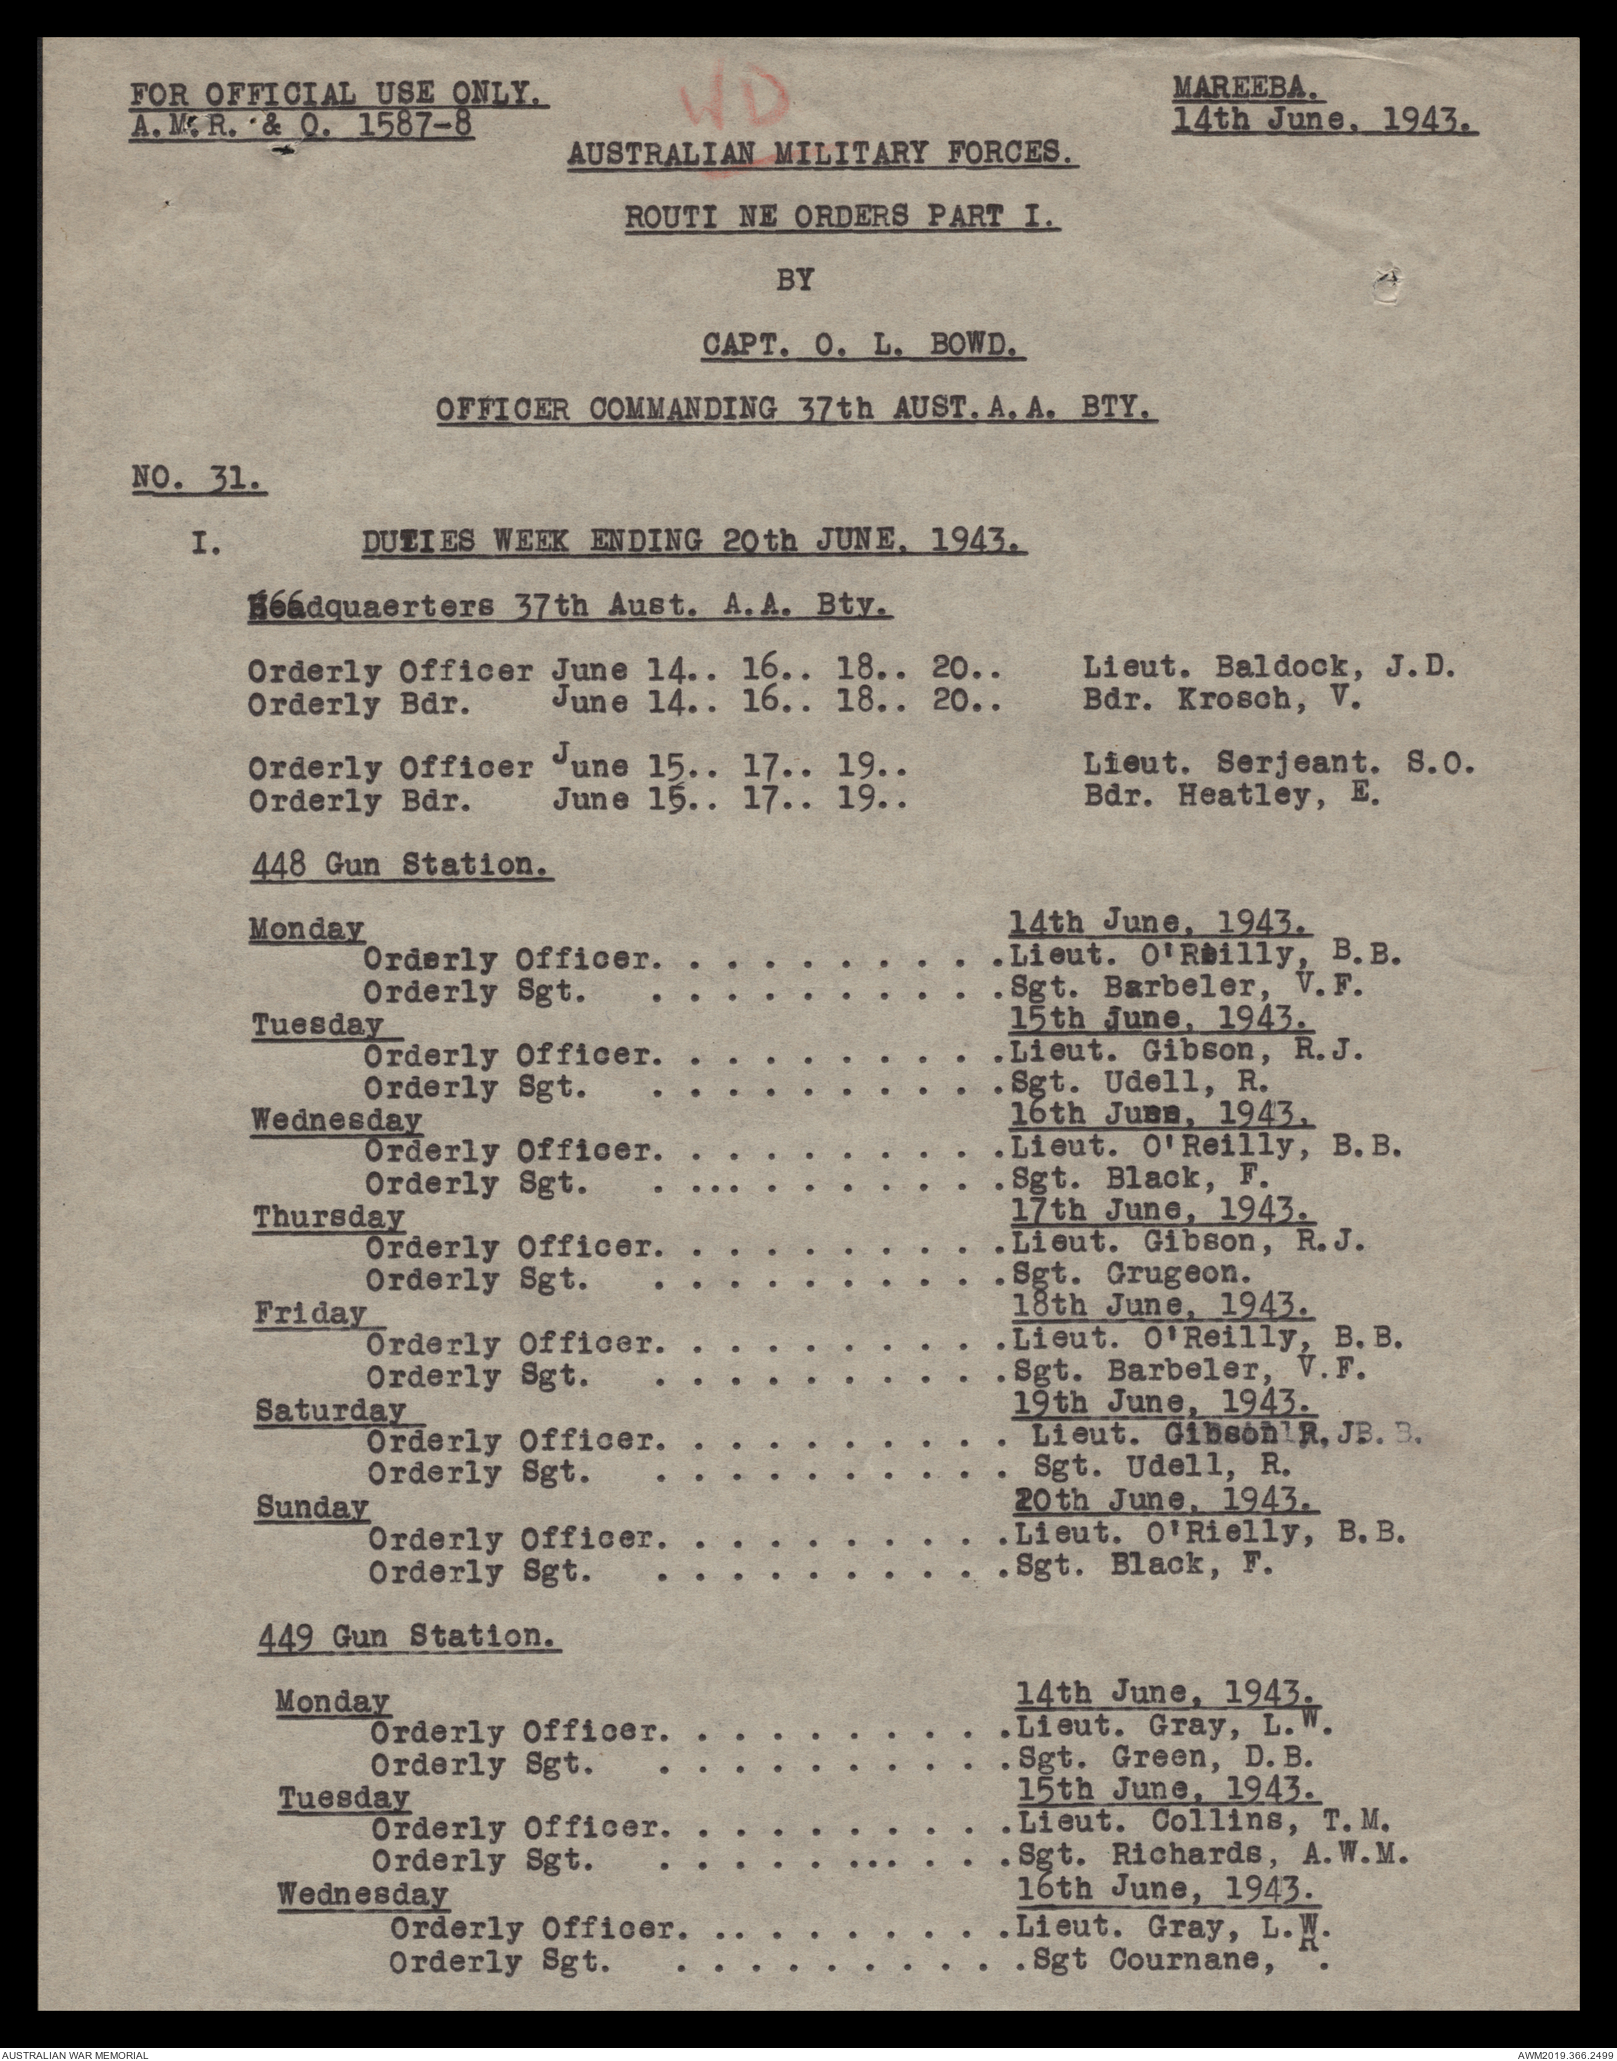 WD
FOR OFFICIAL USE ONLY.
A.M.R. & O. 1587-8
MAREEBA.
14th June, 1943.
AUSTRALIAN MILITARY FORCES.
ROUTI NE ORDERS PART I.
BY
CAPT. O. L. BOWD.
OFFICER COMMANDING 37th AUST.A.A. BTY.
NO. 31.
I. DUTIES WEEK ENDING 20th JUNE, 1943.
Headquaerters 37th Aust. A.A. Bty.
Orderly Officer June 14.. 16.. 18.. 20.. Lieut. Baldock, J.D.
Orderly Bdr. June 14.. 16.. 18.. 20.. Bdr. Krosch, V.
Orderly Officer June 15.. 17.. 19.. Lieut. Serjeant. S.O.
Orderly Bdr. June 15.. 17.. 19.. Bdr. Heatley, E.
448 Gun Station.
Monday 14th June, 1943.
Orderly Officer. . . . . . . . . . .Lieut. O'Reilly, B.B.
Orderly Sgt. . . . . . . . . . .Sgt. Barbeler, V.F.
Tuesday 15th June, 1943.
Orderly Officer. . . . . . . . . . .Lieut. Gibson, R.J.
Orderly Sgt. . . . . . . . . . .Sgt. Udell, R.
Wednesday 16th June, 1943.
Orderly Officer. . . . . . . . . . .Lieut. O'Reilly, B.B.
Orderly Sgt. . ... . . . . . . .Sgt. Black, F.
Thursday 17th June, 1943.
Orderly Officer. . . . . . . . . . .Lieut. Gibson, R.J.
Orderly Sgt. . . . . . . . . . .Sgt. Grugeon.
Friday 18th June, 1943.
Orderly Officer. . . . . . . . . . .Lieut. O'Reilly, B.B.
Orderly Sgt. . . . . . . . . . .Sgt. Barbeler, V.F.
Saturday 19th June, 1943.
Orderly Officer. . . . . . . . . . Lieut. Gibson R.J
Orderly Sgt. . . . . . . . . . . Sgt. Udell, R.
Sunday 20th June, 1943.
Orderly Officer. . . . . . . . . . .Lieut. O'Rielly, B.B.
Orderly Sgt. . . . . . . . . . .Sgt. Black, F.
449 Gun Station.
Monday 14th June, 1943.
Orderly Officer. . . . . . . . . . .Lieut. Gray, L.W.
Orderly Sgt. . . . . . . . . . .Sgt. Green, D.B.
Tuesday 15th June, 1943.
Orderly Officer. . . . . . . . . . .Lieut. Collins, T.M.
Orderly Sgt. . . . . . ... . . .Sgt. Richards, A.W.M.
Wednesday 16th June, 1943.
Orderly Officer. .. . . . . . . .Lieut. Gray, L.W.
Orderly Sgt. . . . . . . . . . .Sgt Cournane, R.
AUSTRALIAN WAR MEMORIAL
AWM2019.366.2499